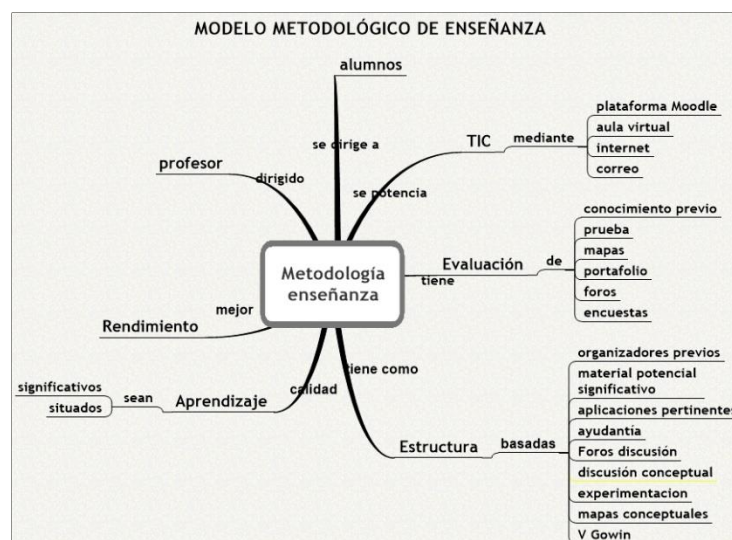 MODELO METODOLÓGICO DE ENSEÑANZA
alumnos
se dirige a
profesor
dirigido
TIC
se potencia
mediante
plataforma Moodle
aula virtual
internet
correo
Metodología
enseñanza
Evaluación
tiene
de
conocimiento previo
prueba
mapas
portafolio
foros
encuestas
Rendimiento
mejor
Aprendizaje
calidad
sean
significativos
situados
tiene como
Estructura
basadas
organizadores previos
material potencial
significativo
aplicaciones pertinentes
ayudantía
Foros discusión
discusión conceptual
experimentacion
mapas conceptuales
V Gowin